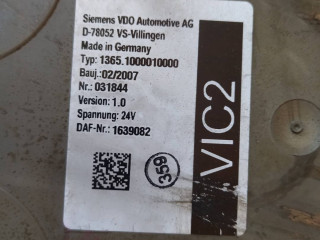 Siemens VDO Automotive AG
D-78052 VS-Villingen
Made in Germany
Typ: 1365.1000010000
Bauj.:02/2007
Nr.: 031844
Version: 1.0
Spannung: 24V
DAF-Nr.: 1639082
359
VIC2